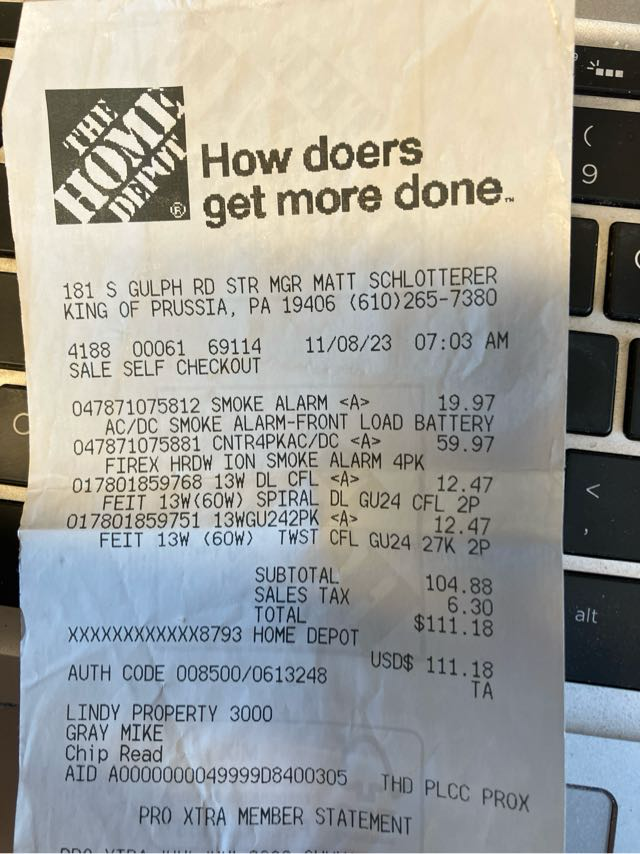 THE
HOME
DEPOT
®
How doers
get more done.™
181 S GULPH RD STR MGR MATT SCHLOTTERER
KING OF PRUSSIA, PA 19406 (610)265-7380
4188 00061 69114 11/08/23 07:03 AM
SALE SELF CHECKOUT
047871075812 SMOKE ALARM <A> 19.97
AC/DC SMOKE ALARM-FRONT LOAD BATTERY
047871075881 CNTR4PKAC/DC <A> 59.97
FIREX HRDW ION SMOKE ALARM 4PK
017801859768 13W DL CFL <A> 12.47
FEIT 13W(60W) SPIRAL DL GU24 CFL 2P
017801859751 13WGU242PK <A> 12.47
FEIT 13W (60W) TWST CFL GU24 27K 2P
SUBTOTAL 104.88
SALES TAX 6.30
TOTAL $111.18
XXXXXXXXXXXX8793 HOME DEPOT
USD$ 111.18
AUTH CODE 008500/0613248 TA
LINDY PROPERTY 3000
GRAY MIKE
Chip Read
AID A0000000049999D8400305 THD PLCC PROX
PRO XTRA MEMBER STATEMENT
(
9
<
,
alt